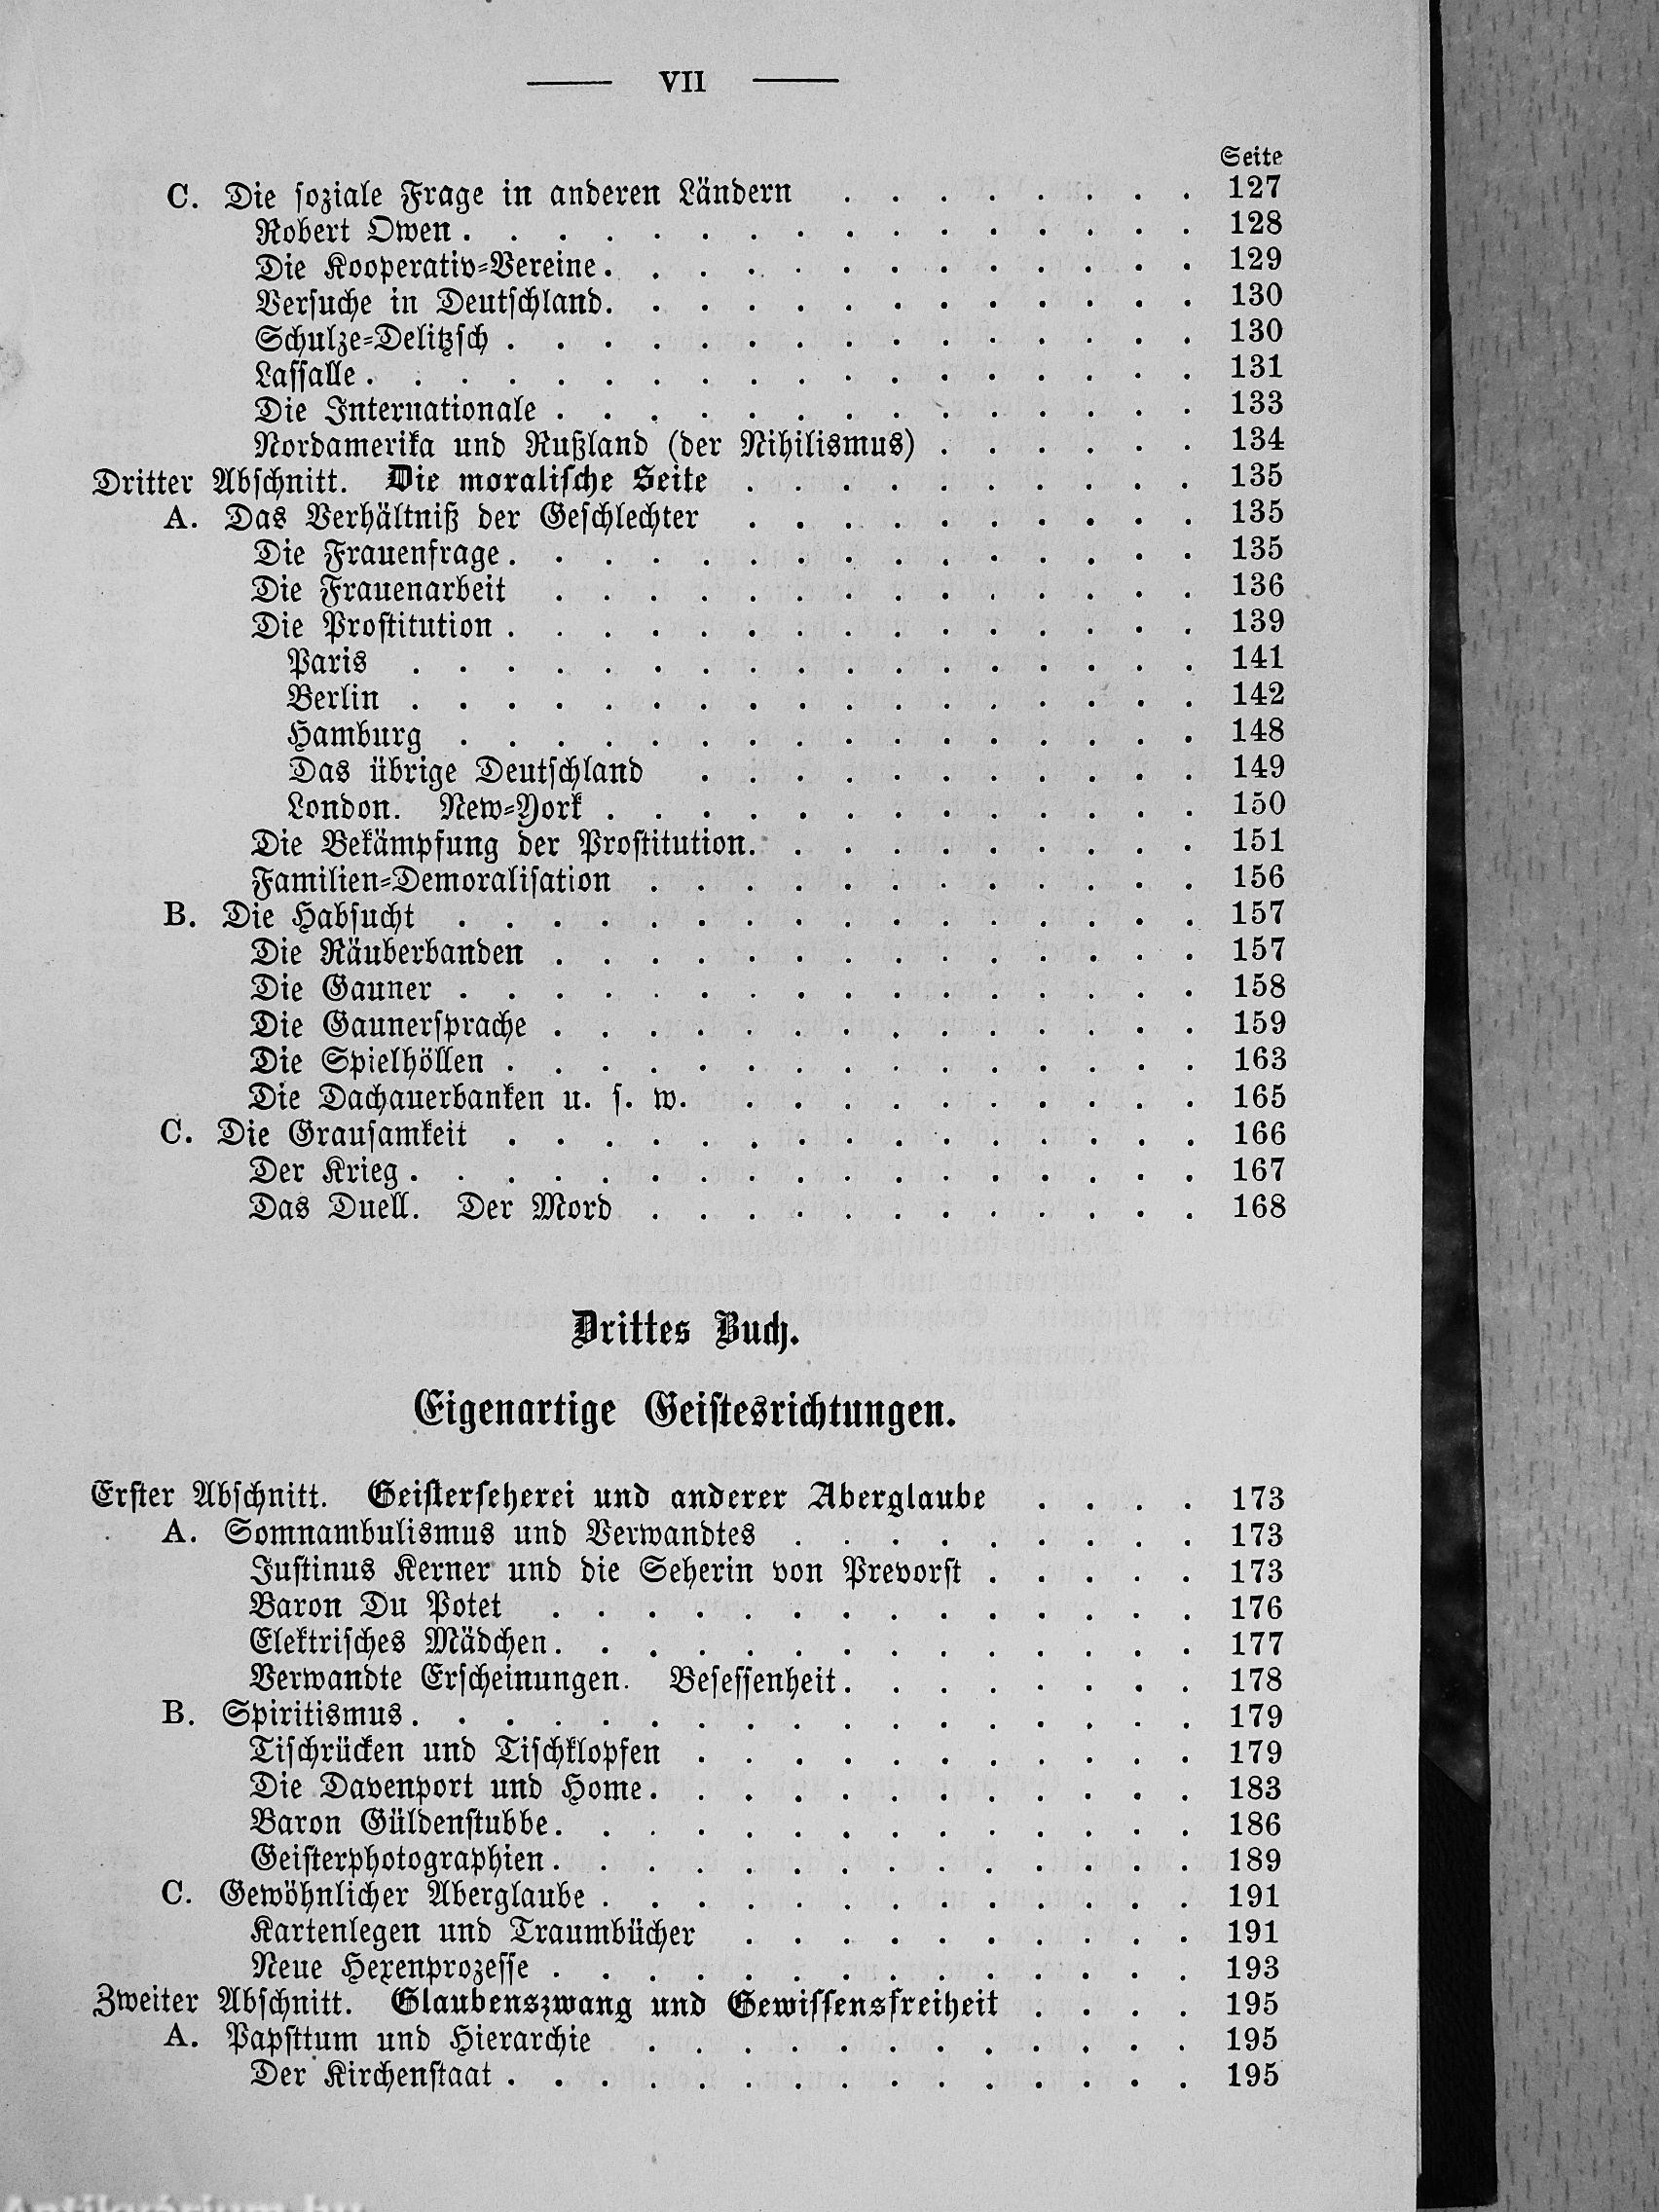 VII
Seite
C. Die soziale Frage in anderen Ländern . . . . . . . . 127
Robert Owen . . . . . . . . . . . . . . . . 128
Die Kooperativ-Vereine . . . . . . . . . . . . . 129
Versuche in Deutschland . . . . . . . . . . . . . 130
Schulze-Delitzsch . . . . . . . . . . . . . . . 130
Lassalle . . . . . . . . . . . . . . . . . . 131
Die Internationale . . . . . . . . . . . . . . 133
Nordamerika und Rußland (der Nihilismus) . . . . . . 134
Dritter Abschnitt. Die moralische Seite . . . . . . . . . . 135
A. Das Verhältniß der Geschlechter . . . . . . . . . . 135
Die Frauenfrage . . . . . . . . . . . . . . . 135
Die Frauenarbeit . . . . . . . . . . . . . . 136
Die Prostitution . . . . . . . . . . . . . . . 139
Paris . . . . . . . . . . . . . . . . . 141
Berlin . . . . . . . . . . . . . . . . . 142
Hamburg . . . . . . . . . . . . . . . . 148
Das übrige Deutschland . . . . . . . . . . . 149
London. New-York . . . . . . . . . . . . . 150
Die Bekämpfung der Prostitution . . . . . . . . . . 151
Familien-Demoralisation . . . . . . . . . . . . 156
B. Die Habsucht . . . . . . . . . . . . . . . . 157
Die Räuberbanden . . . . . . . . . . . . . . 157
Die Gauner . . . . . . . . . . . . . . . . 158
Die Gaunersprache . . . . . . . . . . . . . . 159
Die Spielhöllen . . . . . . . . . . . . . . . 163
Die Dachauerbanken u. s. w. . . . . . . . . . . . 165
C. Die Grausamkeit . . . . . . . . . . . . . . . 166
Der Krieg . . . . . . . . . . . . . . . . . 167
Das Duell. Der Mord . . . . . . . . . . . . 168
Drittes Buch.
Eigenartige Geistesrichtungen.
Erster Abschnitt. Geisterseherei und anderer Aberglaube . . . . 173
A. Somnambulismus und Verwandtes . . . . . . . . . 173
Justinus Kerner und die Seherin von Prevorst . . . . . 173
Baron Du Potet . . . . . . . . . . . . . . 176
Elektrisches Mädchen . . . . . . . . . . . . . . 177
Verwandte Erscheinungen. Besessenheit . . . . . . . . 178
B. Spiritismus . . . . . . . . . . . . . . . . . 179
Tischrücken und Tischklopfen . . . . . . . . . . . 179
Die Davenport und Home . . . . . . . . . . . . 183
Baron Güldenstubbe . . . . . . . . . . . . . . 186
Geisterphotographien . . . . . . . . . . . . . . 189
C. Gewöhnlicher Aberglaube . . . . . . . . . . . . . 191
Kartenlegen und Traumbücher . . . . . . . . . . 191
Neue Hexenprozesse . . . . . . . . . . . . . . 193
Zweiter Abschnitt. Glaubenszwang und Gewissensfreiheit . . . . 195
A. Papsttum und Hierarchie . . . . . . . . . . . . 195
Der Kirchenstaat . . . . . . . . . . . . . . . 195
Antikvárium.hu